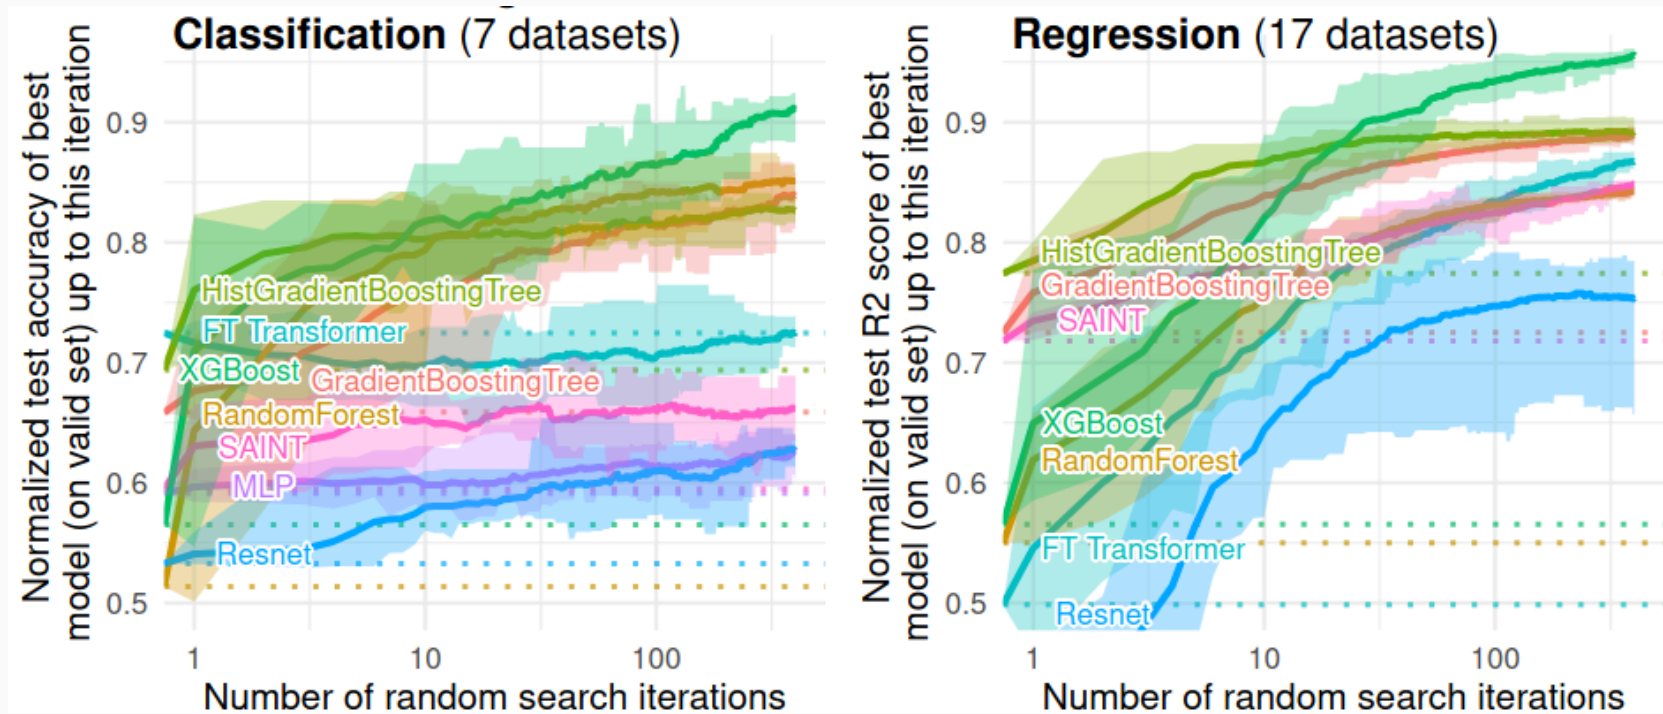 Classification (7 datasets)
Normalized test accuracy of best
model (on valid set) up to this iteration
0.9
0.8
0.7
0.6
0.5
HistGradientBoostingTree
FT Transformer
XGBoost
GradientBoostingTree
RandomForest
SAINT
MLP
Resnet
1
10
100
Number of random search iterations
Regression (17 datasets)
Normalized test R2 score of best
model (on valid set) up to this iteration
0.9
0.8
0.7
0.6
0.5
HistGradientBoostingTree
GradientBoostingTree
SAINT
XGBoost
RandomForest
FT Transformer
Resnet
1
10
100
Number of random search iterations